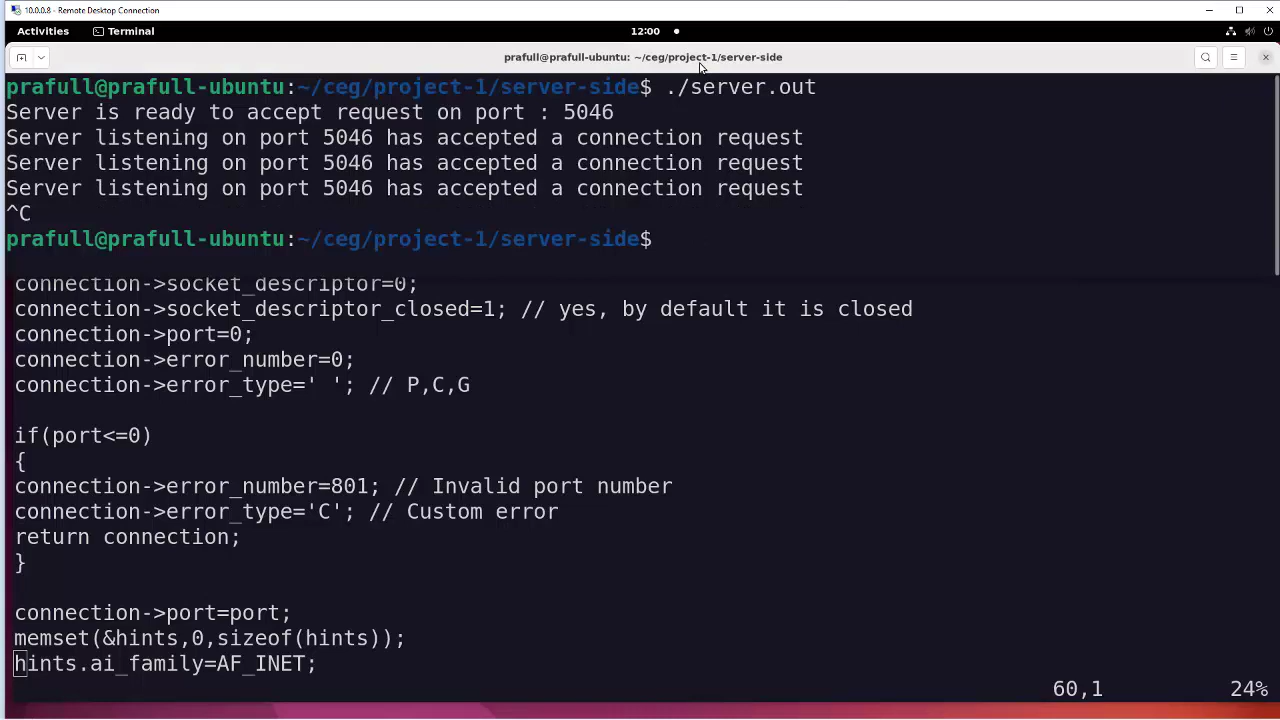 10.0.0.8 - Remote Desktop Connection
Activities
Terminal
12:00
prafull@prafull-ubuntu: ~/ceg/project-1/server-side
prafull@prafull-ubuntu:~/ceg/project-1/server-side$ ./server.out
Server is ready to accept request on port : 5046
Server listening on port 5046 has accepted a connection request
Server listening on port 5046 has accepted a connection request
Server listening on port 5046 has accepted a connection request
^C
prafull@prafull-ubuntu:~/ceg/project-1/server-side$
connection->socket_descriptor=0;
connection->socket_descriptor_closed=1; // yes, by default it is closed
connection->port=0;
connection->error_number=0;
connection->error_type=' '; // P,C,G
if(port<=0)
{
connection->error_number=801; // Invalid port number
connection->error_type='C'; // Custom error
return connection;
}
connection->port=port;
memset(&hints,0,sizeof(hints));
hints.ai_family=AF_INET;
60,1
24%